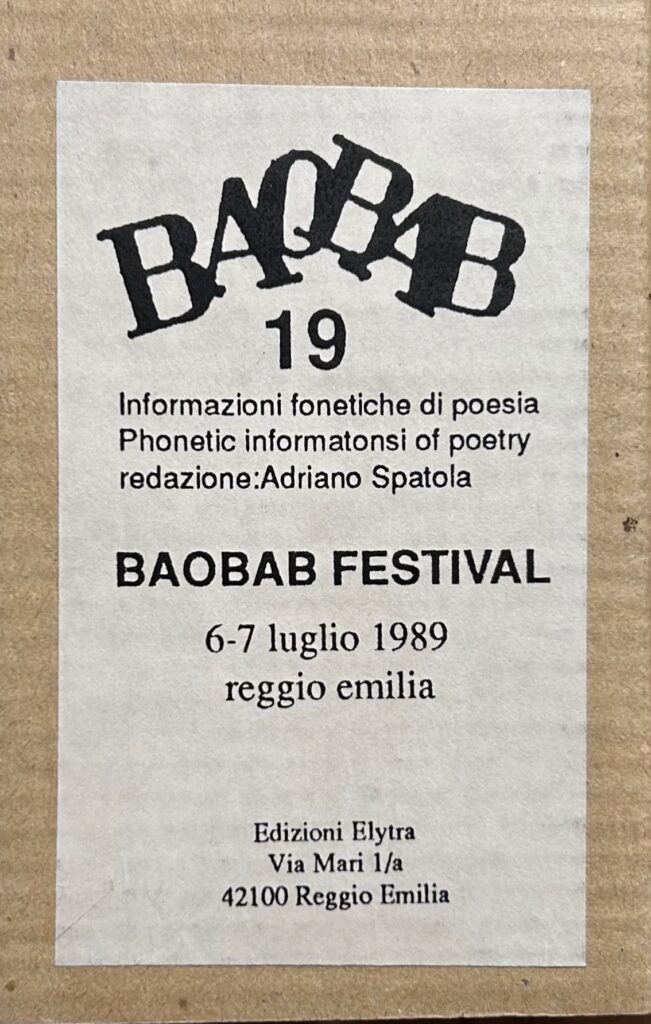 BAOBAB
19
Informazioni fonetiche di poesia
Phonetic informatonsi of poetry
redazione:Adriano Spatola
BAOBAB FESTIVAL
6-7 luglio 1989
reggio emilia
Edizioni Elytra
Via Mari 1/a
42100 Reggio Emilia